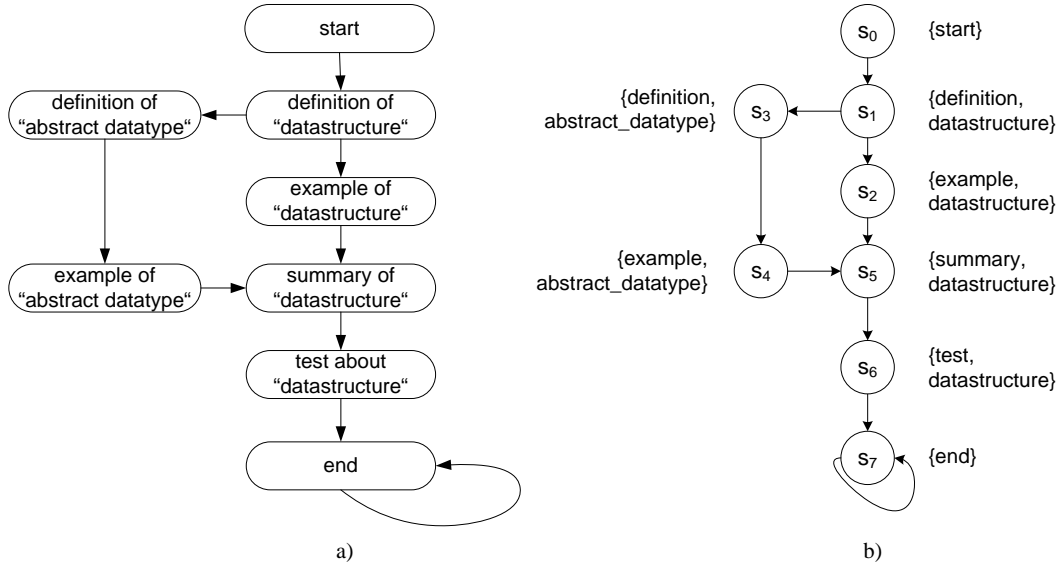 start
definition of
“abstract datatype“
definition of
“datastructure“
example of
“datastructure“
example of
“abstract datatype“
summary of
“datastructure“
test about
“datastructure“
end
a)
s0
{start}
{definition,
abstract_datatype}
s3
s1
{definition,
datastructure}
s2
{example,
datastructure}
{example,
abstract_datatype}
s4
s5
{summary,
datastructure}
s6
{test,
datastructure}
s7
{end}
b)